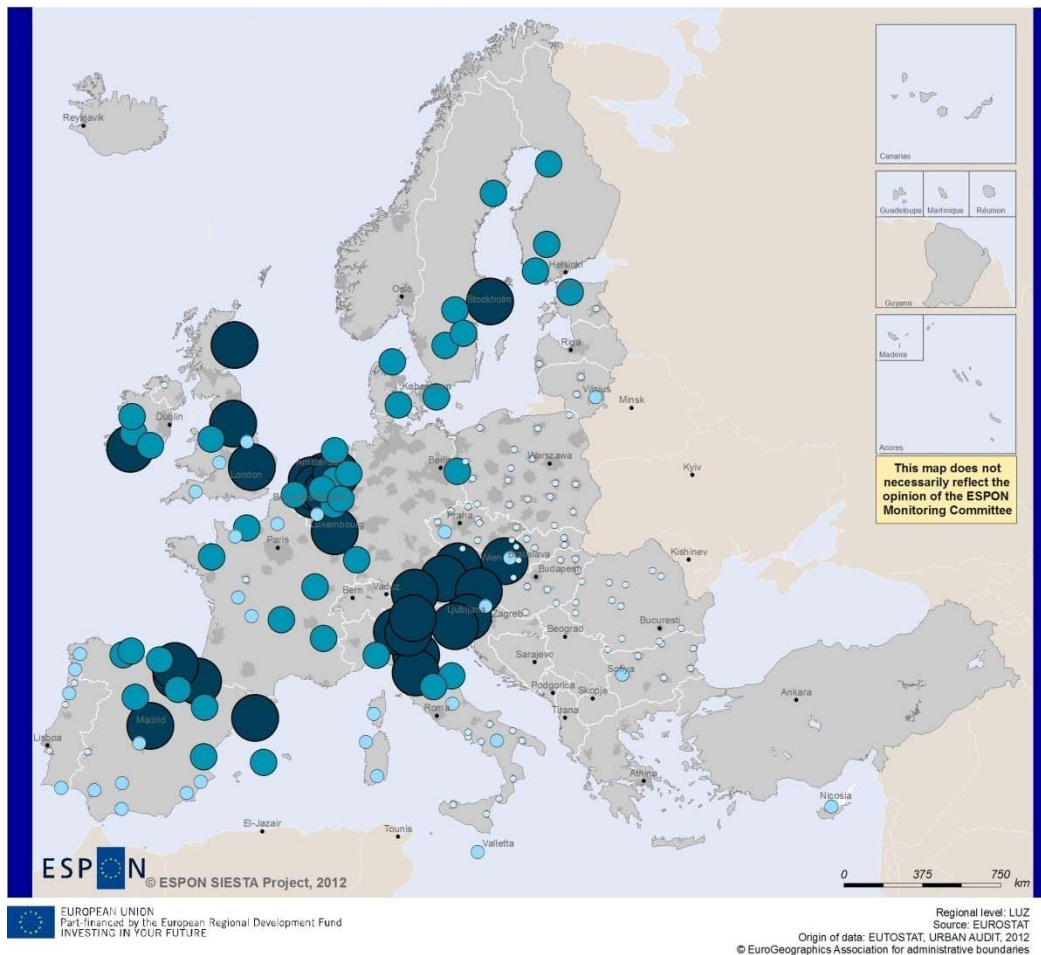 Reykjavik
Canarias
Guadeloupe
Martinique
Réunion
Guyane
Madeira
Acores
This map does not
necessarily reflect the
opinion of the ESPON
Monitoring Committee
Helsinki
Oslo
Stockholm
Riga
København
Vilnius
Minsk
Dublin
London
Amsterdam
Berlin
Warszawa
Kyiv
Luxembourg
Praha
Paris
Wien
Bratislava
Budapest
Kishinev
Bern
Vaduz
Ljubljana
Zagreb
Beograd
Bucuresti
Sarajevo
Sofiya
Podgorica
Skopje
Roma
Tirana
Ankara
Madrid
Lisboa
Athina
Nicosia
El-Jazair
Tounis
Valletta
ESPON
© ESPON SIESTA Project, 2012
0 375 750
km
EUROPEAN UNION
Part-financed by the European Regional Development Fund
INVESTING IN YOUR FUTURE
Regional level: LUZ
Source: EUROSTAT
Origin of data: EUTOSTAT, URBAN AUDIT, 2012
© EuroGeographics Association for administrative boundaries